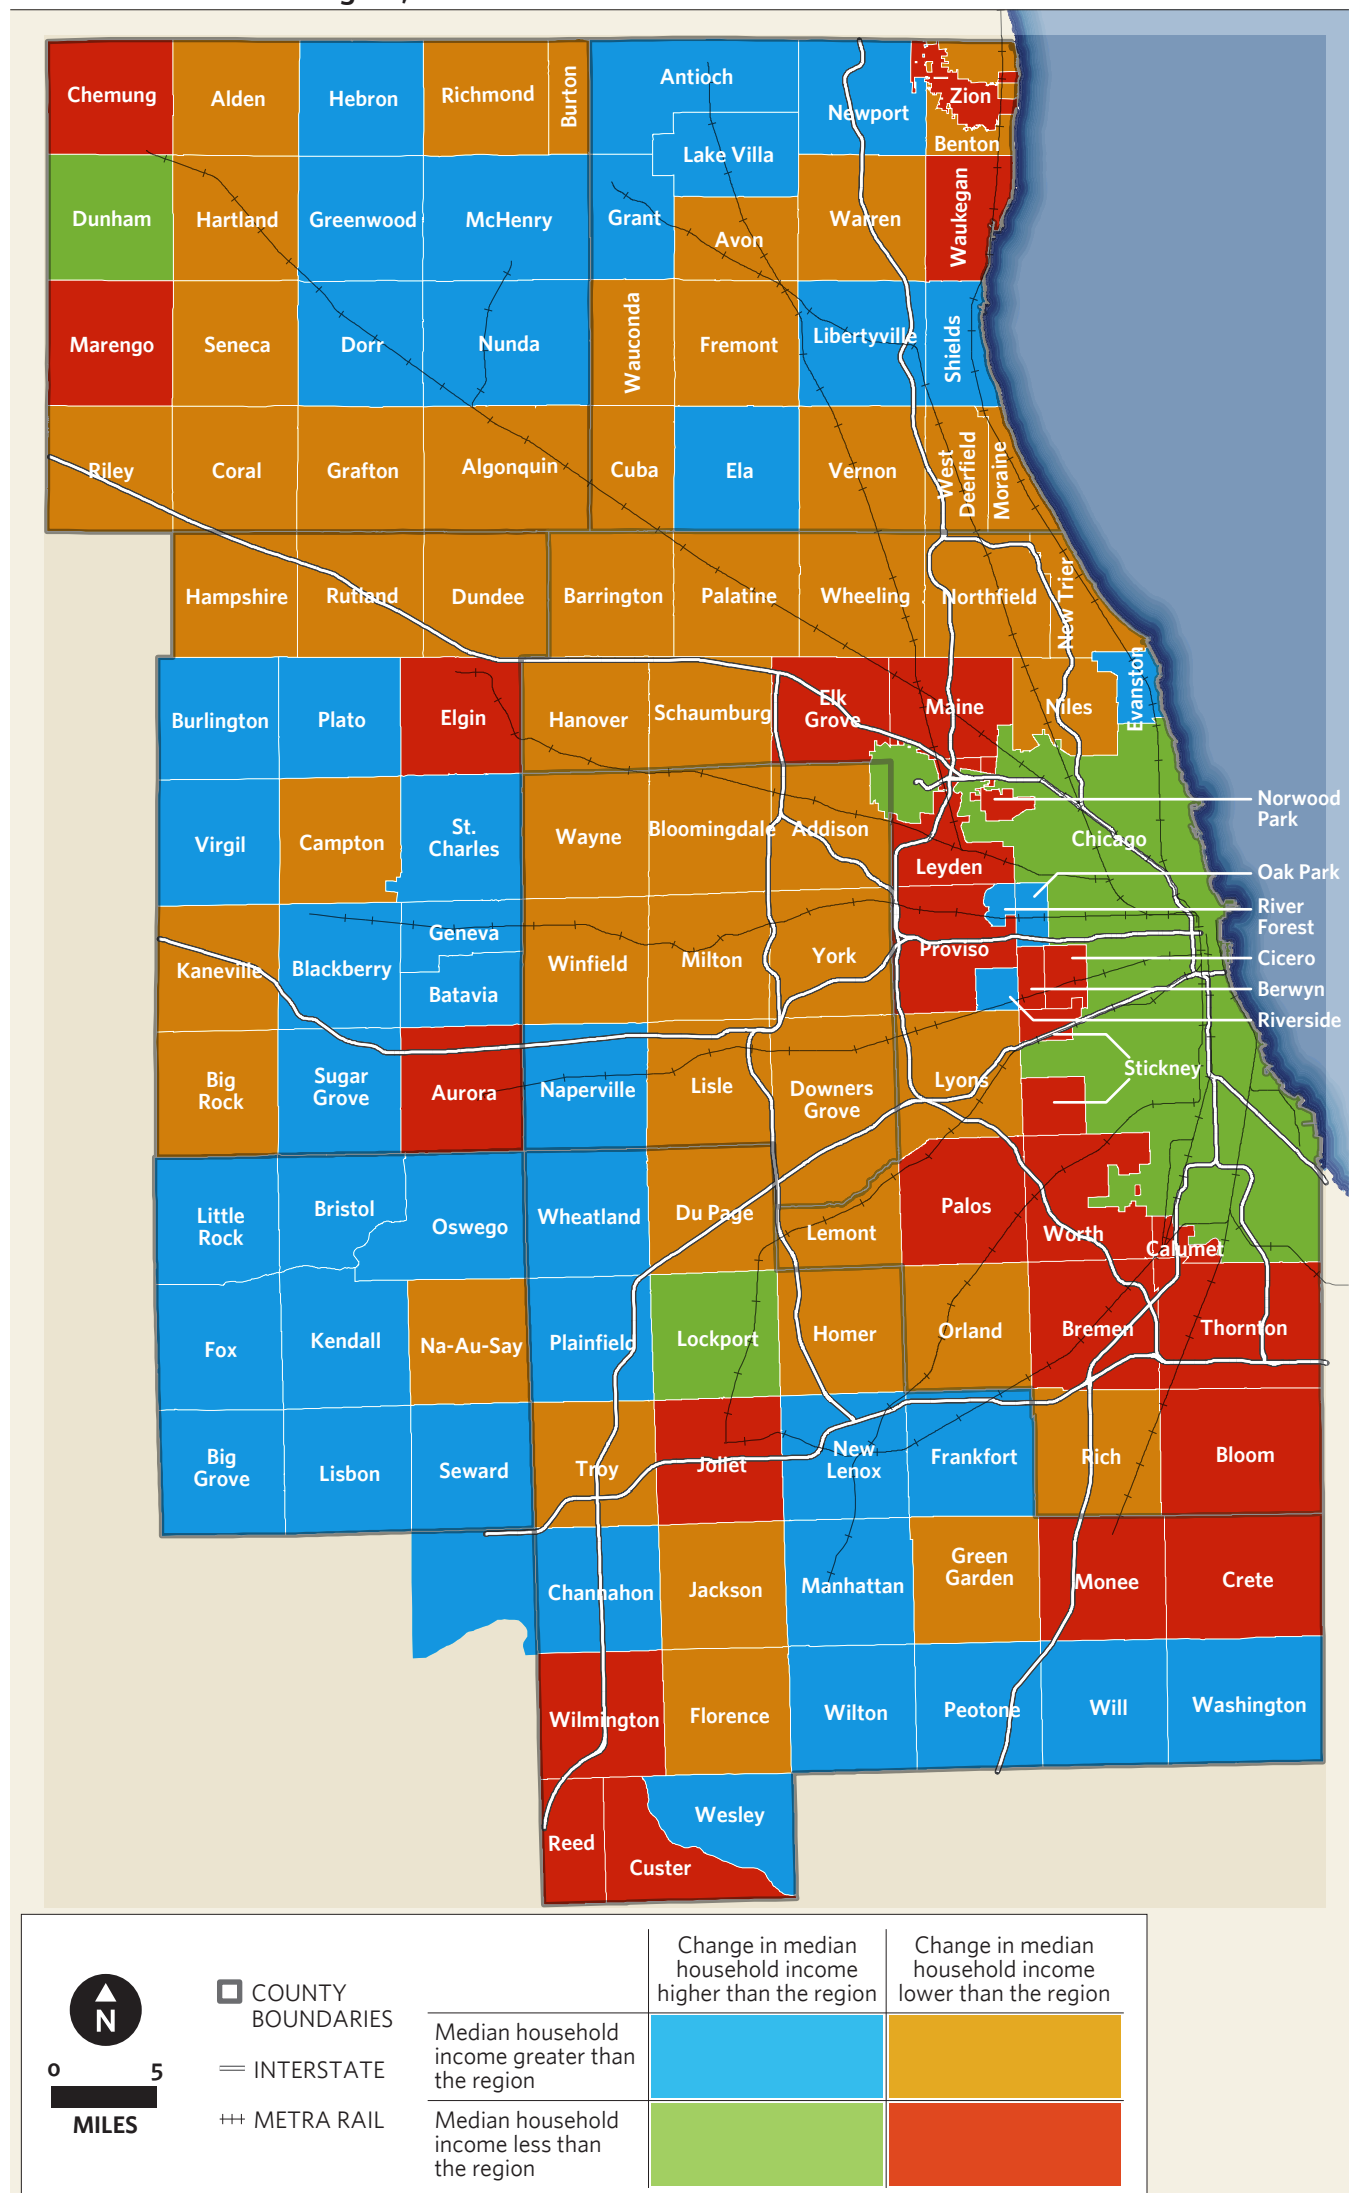 Chemung
Alden
Hebron
Richmond
Burton
Antioch
Newport
Zion
Benton
Lake Villa
Dunham
Hartland
Greenwood
McHenry
Grant
Avon
Warren
Waukegan
Marengo
Seneca
Dorr
Nunda
Wauconda
Fremont
Libertyville
Shields
Riley
Coral
Grafton
Algonquin
Cuba
Ela
Vernon
West
Deerfield
Moraine
Hampshire
Rutland
Dundee
Barrington
Palatine
Wheeling
Northfield
New Trier
Burlington
Plato
Elgin
Hanover
Schaumburg
Elk
Grove
Maine
Niles
Evanston
Norwood
Park
Virgil
Campton
St.
Charles
Wayne
Bloomingdale
Addison
Leyden
Chicago
Oak Park
River
Forest
Kaneville
Blackberry
Geneva
Batavia
Winfield
Milton
York
Proviso
Cicero
Berwyn
Riverside
Big
Rock
Sugar
Grove
Aurora
Naperville
Lisle
Downers
Grove
Lyons
Stickney
Little
Rock
Bristol
Oswego
Wheatland
Du Page
Lemont
Palos
Worth
Calumet
Fox
Kendall
Na-Au-Say
Plainfield
Lockport
Homer
Orland
Bremen
Thornton
Big
Grove
Lisbon
Seward
Troy
Joliet
New
Lenox
Frankfort
Rich
Bloom
Channahon
Jackson
Manhattan
Green
Garden
Monee
Crete
Wilmington
Florence
Wilton
Peotone
Will
Washington
Reed
Custer
Wesley
N
0 5
MILES
COUNTY
BOUNDARIES
INTERSTATE
METRA RAIL
Change in median
household income
higher than the region
Change in median
household income
lower than the region
Median household
income greater than
the region
Median household
income less than
the region